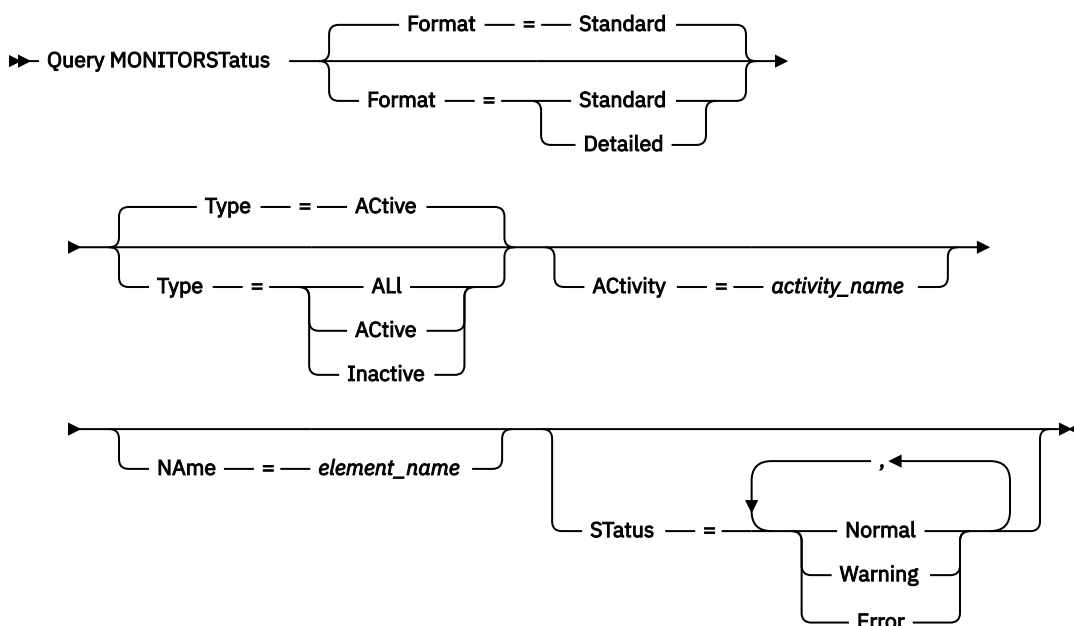 Format = Standard
Query MONITORSTatus
Format = Standard
Detailed
Type = ACtive
Type = ALl
ACtivity = activity_name
ACtive
Inactive
NAme = element_name
,
STatus = Normal
Warning
Error